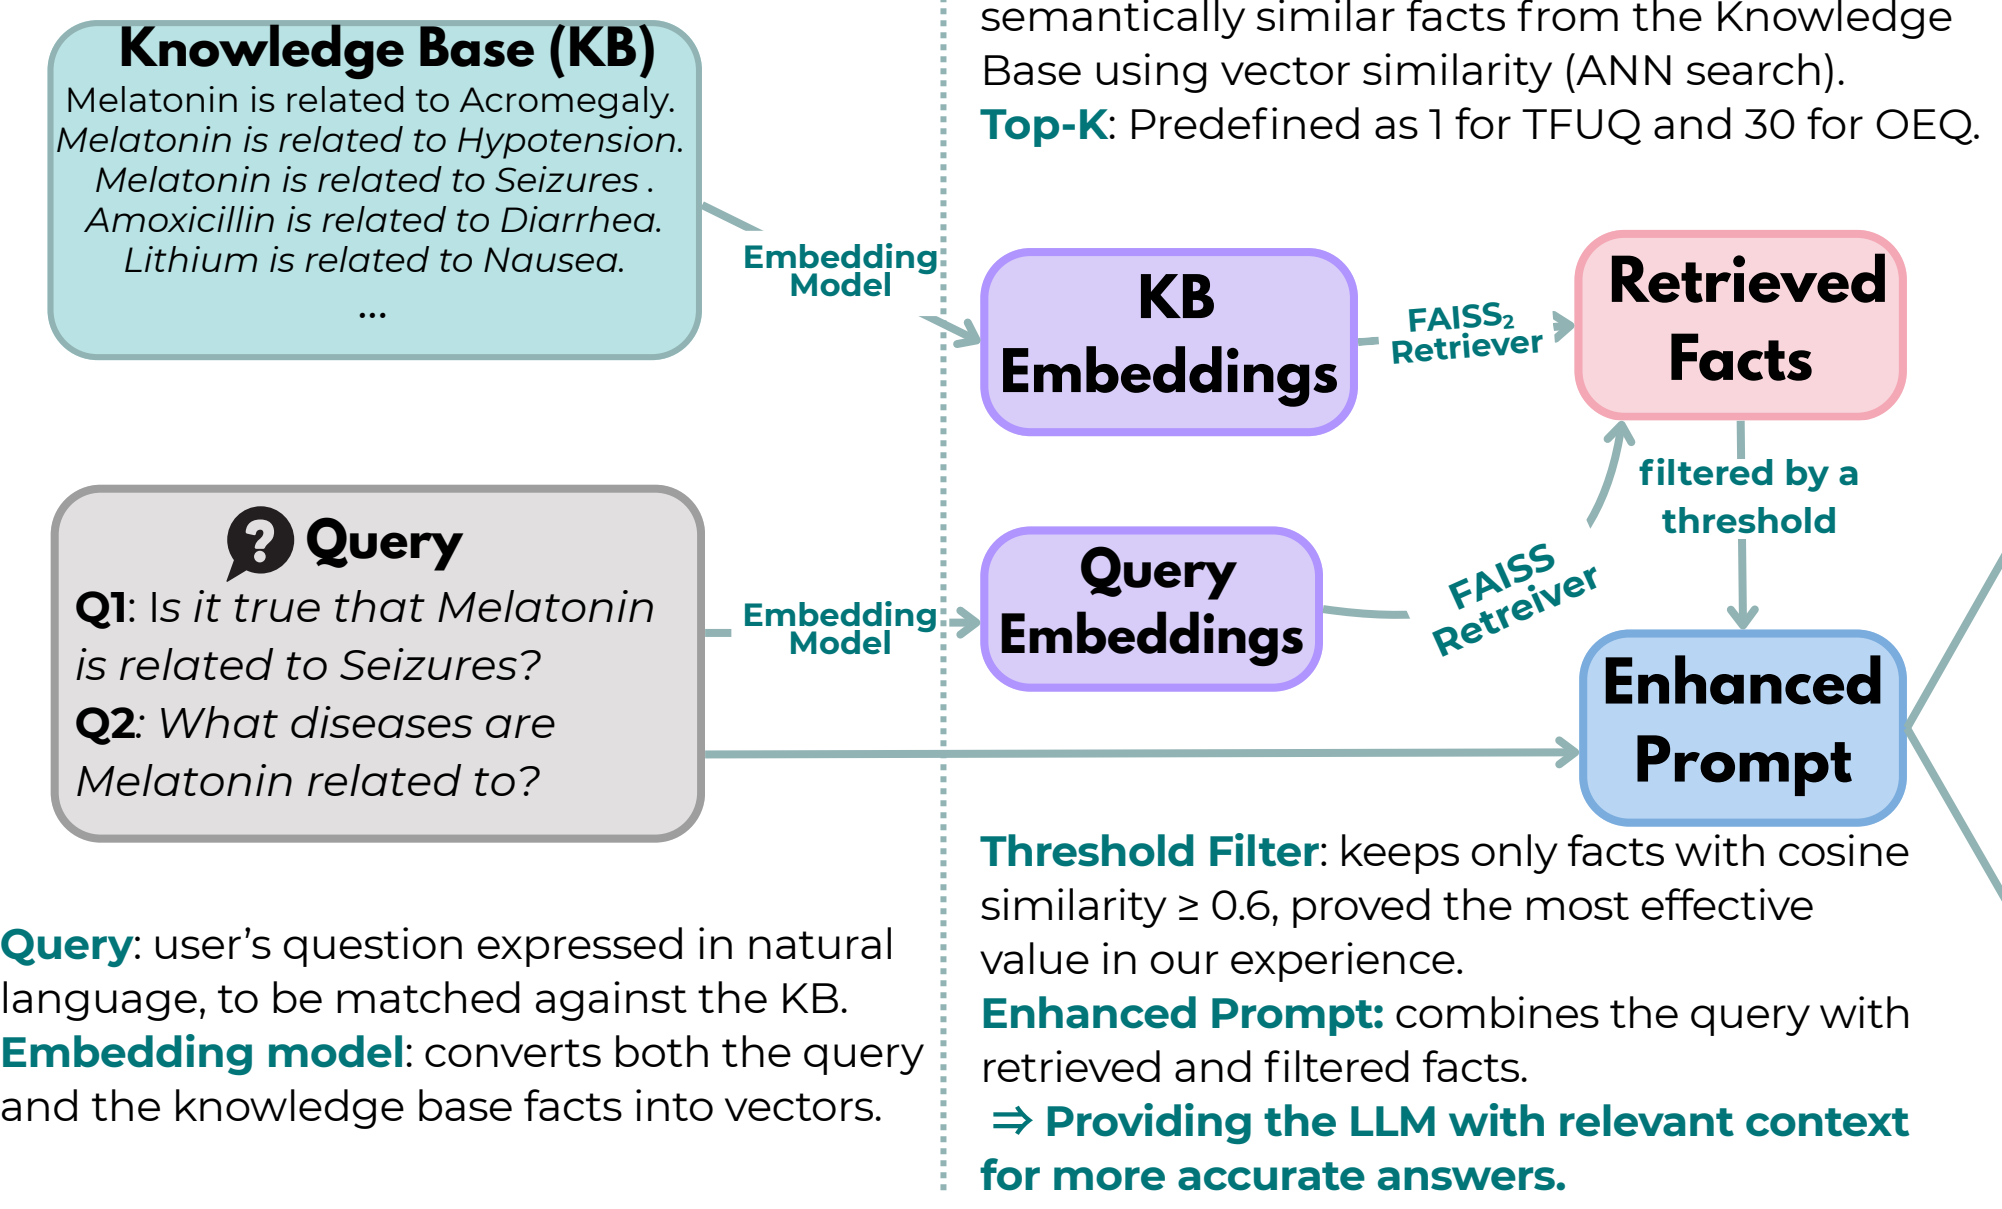 Knowledge Base (KB)
Melatonin is related to Acromegaly.
Melatonin is related to Hypotension.
Melatonin is related to Seizures .
Amoxicillin is related to Diarrhea.
Lithium is related to Nausea.
...
Embedding
Model
Query
Q1: Is it true that Melatonin
is related to Seizures?
Q2: What diseases are
Melatonin related to?
Embedding
Model
Query: user’s question expressed in natural
language, to be matched against the KB.
Embedding model: converts both the query
and the knowledge base facts into vectors.
semantically similar facts from the Knowledge
Base using vector similarity (ANN search).
Top-K: Predefined as 1 for TFUQ and 30 for OEQ.
KB
Embeddings
FAISS₂
Retriever
Retrieved
Facts
filtered by a
threshold
Query
Embeddings
FAISS
Retreiver
Enhanced
Prompt
Threshold Filter: keeps only facts with cosine
similarity ≥ 0.6, proved the most effective
value in our experience.
Enhanced Prompt: combines the query with
retrieved and filtered facts.
⇒ Providing the LLM with relevant context
for more accurate answers.